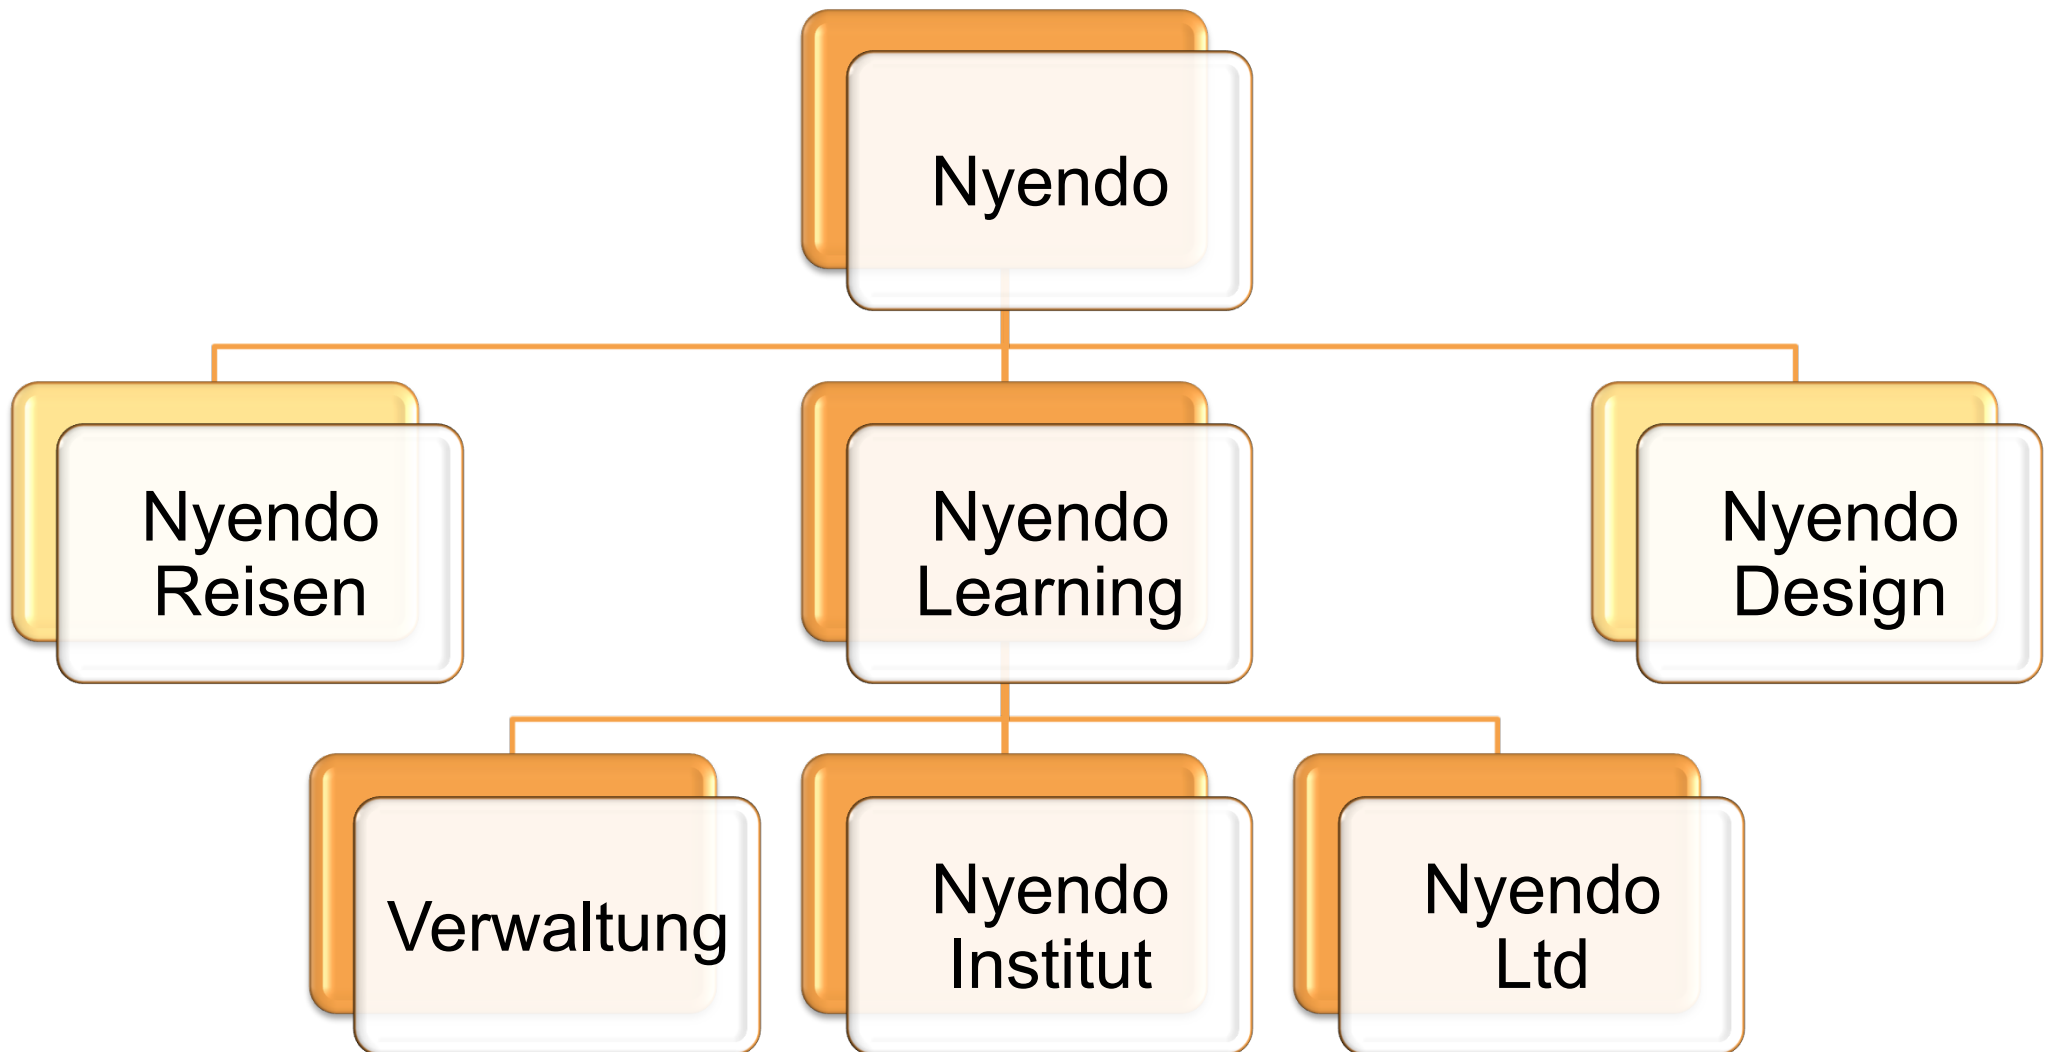 Nyendo
Nyendo
Reisen
Nyendo
Learning
Nyendo
Design
Verwaltung
Nyendo
Institut
Nyendo
Ltd